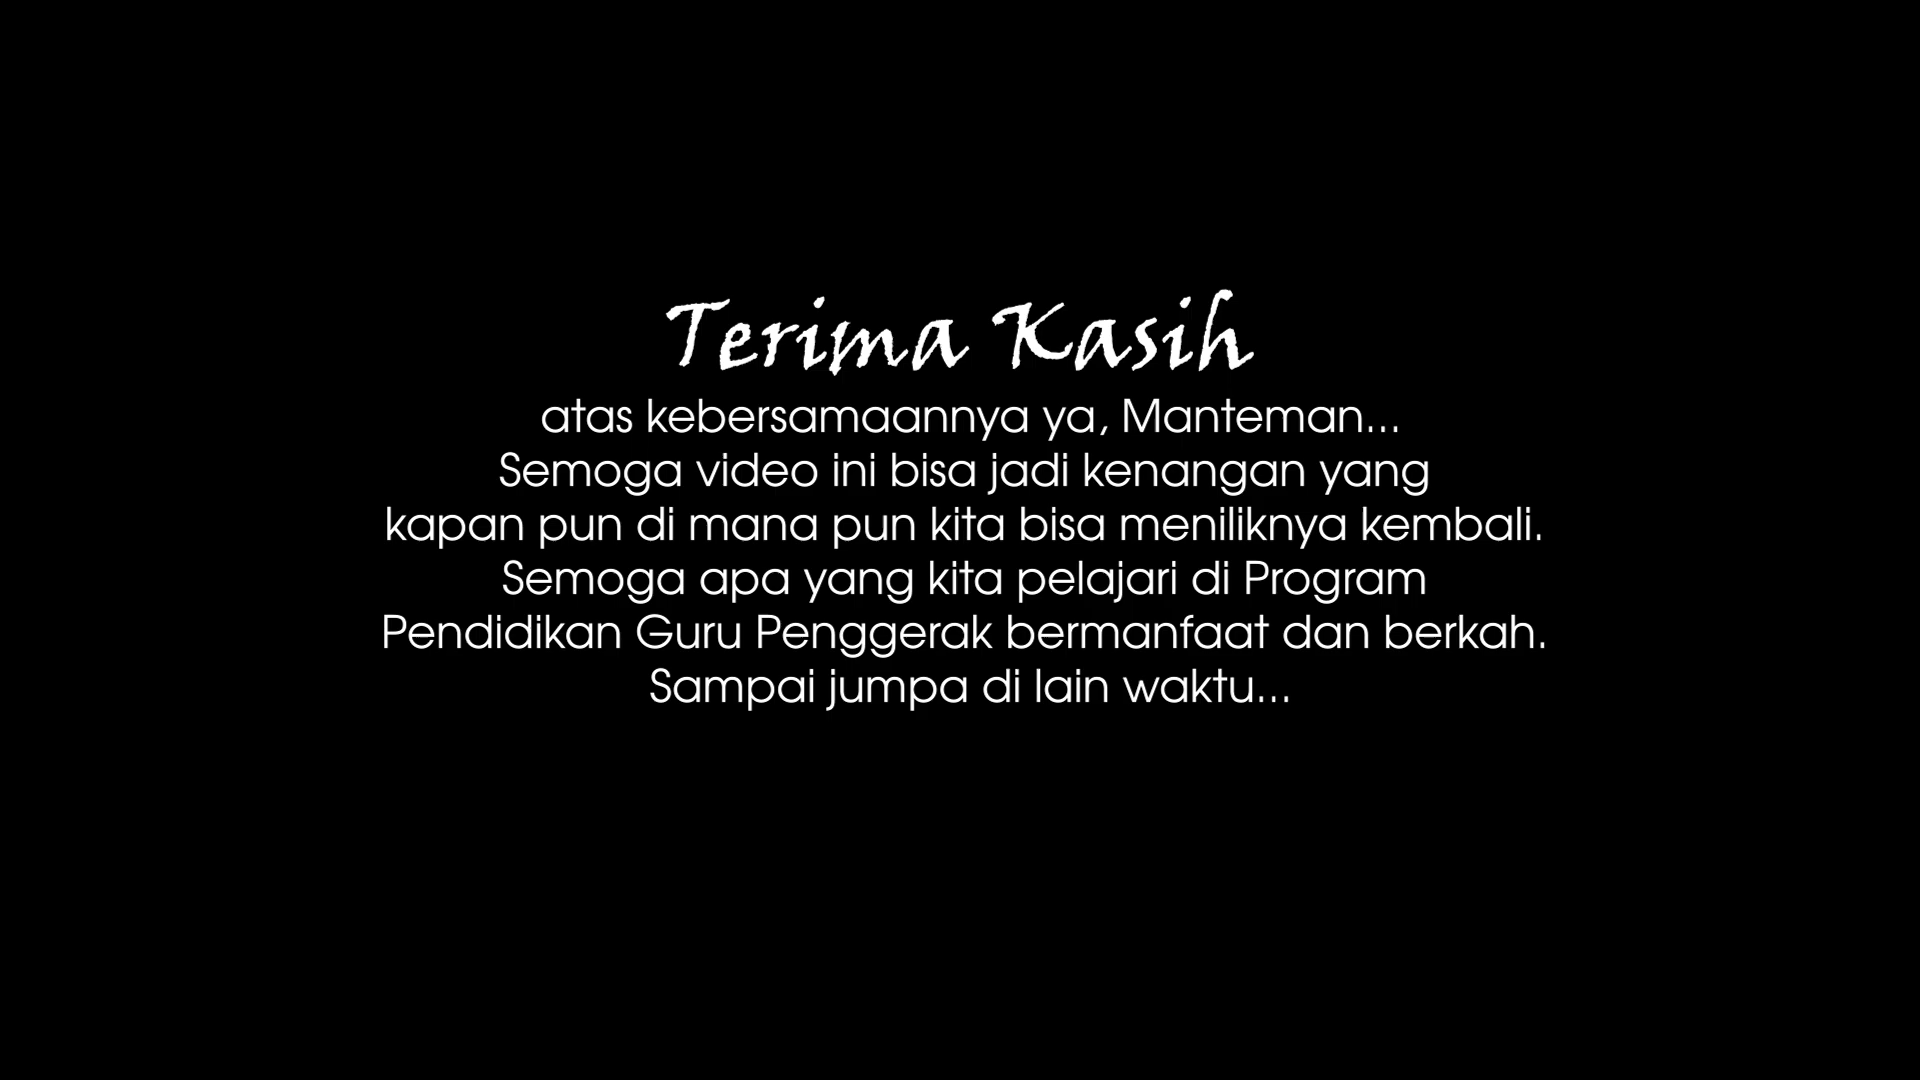 Terima Kasih
atas kebersamaannya ya, Manteman...
Semoga video ini bisa jadi kenangan yang
kapan pun di mana pun kita bisa meniliknya kembali.
Semoga apa yang kita pelajari di Program
Pendidikan Guru Penggerak bermanfaat dan berkah.
Sampai jumpa di lain waktu...